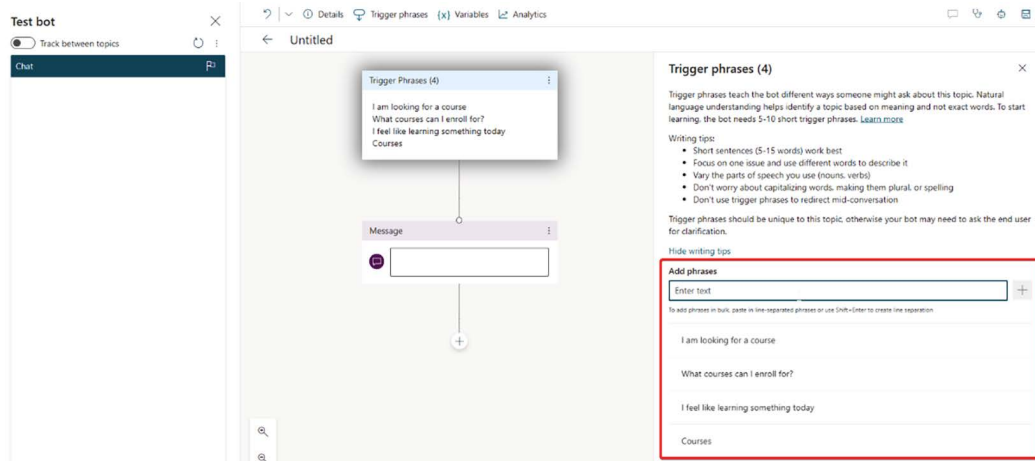 Test bot
Track between topics
Chat
Details Trigger phrases {x} Variables Analytics
Untitled
Trigger Phrases (4)
I am looking for a course
What courses can I enroll for?
I feel like learning something today
Courses
Message
Trigger phrases (4)
Trigger phrases teach the bot different ways someone might ask about this topic. Natural
language understanding helps identify a topic based on meaning and not exact words. To start
learning, the bot needs 5-10 short trigger phrases. Learn more
Writing tips:
• Short sentences (5-15 words) work best
• Focus on one issue and use different words to describe it
• Vary the parts of speech you use (nouns, verbs)
• Don't worry about capitalizing words, making them plural, or spelling
• Don't use trigger phrases to redirect mid-conversation
Trigger phrases should be unique to this topic, otherwise your bot may need to ask the end user
for clarification.
Hide writing tips
Add phrases
Enter text
To add phrases in bulk, paste in line-separated phrases or use Shift+Enter to create line separation
I am looking for a course
What courses can I enroll for?
I feel like learning something today
Courses